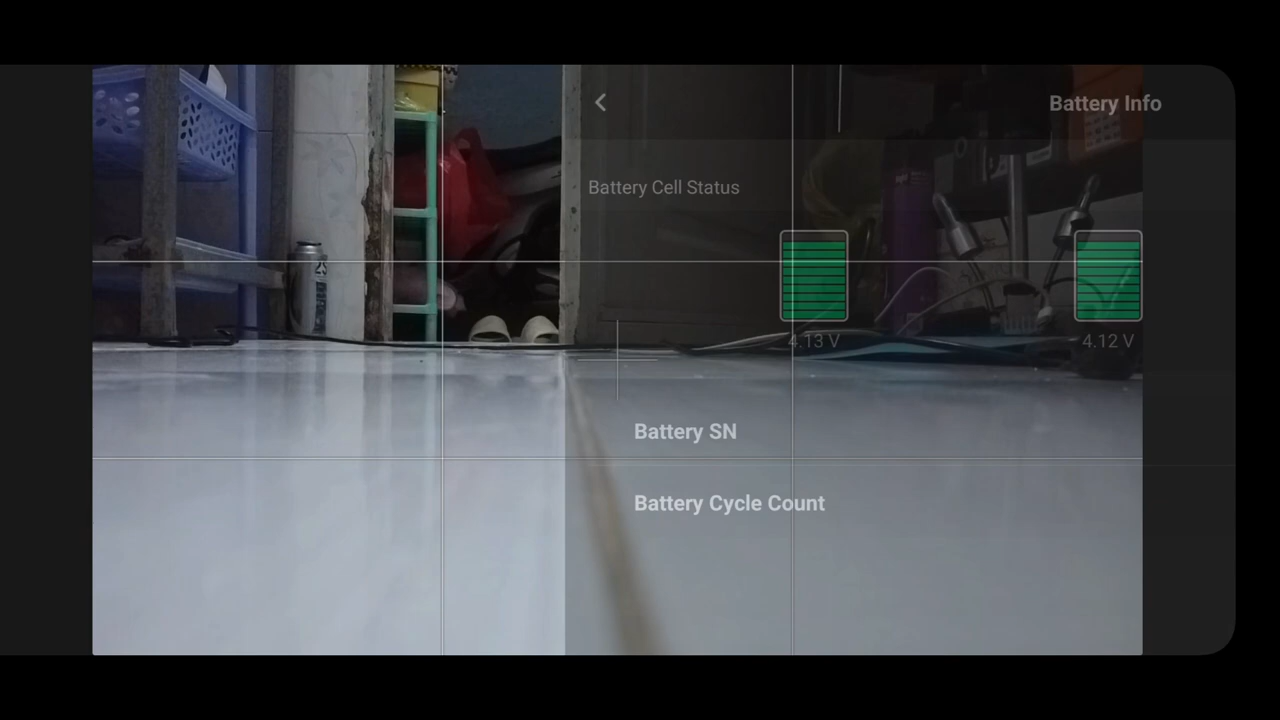 Battery Info
Battery Cell Status
4.13 V
4.12 V
Battery SN
Battery Cycle Count